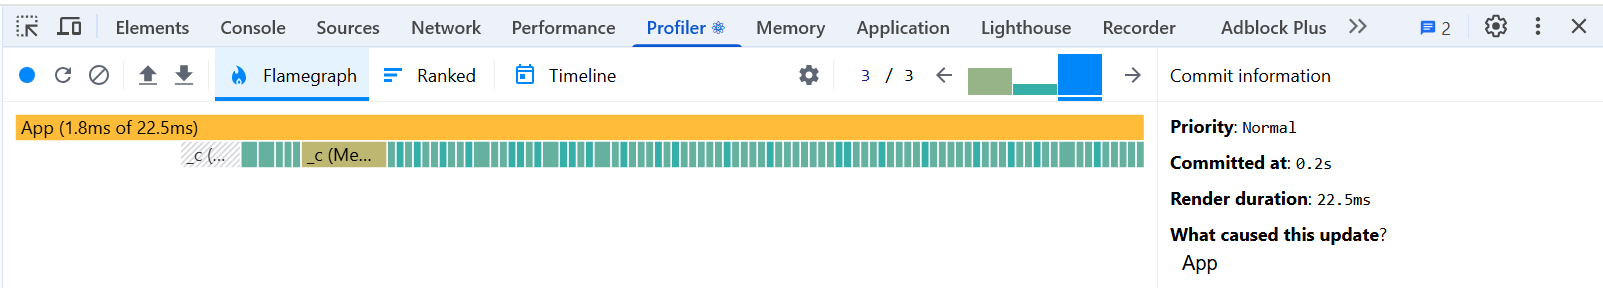 Elements Console Sources Network Performance Profiler Memory Application Lighthouse Recorder Adblock Plus 2
Flamegraph Ranked Timeline 3 / 3 Commit information
App (1.8ms of 22.5ms)
_c (... _c (Me...
Priority: Normal
Committed at: 0.2s
Render duration: 22.5ms
What caused this update?
App